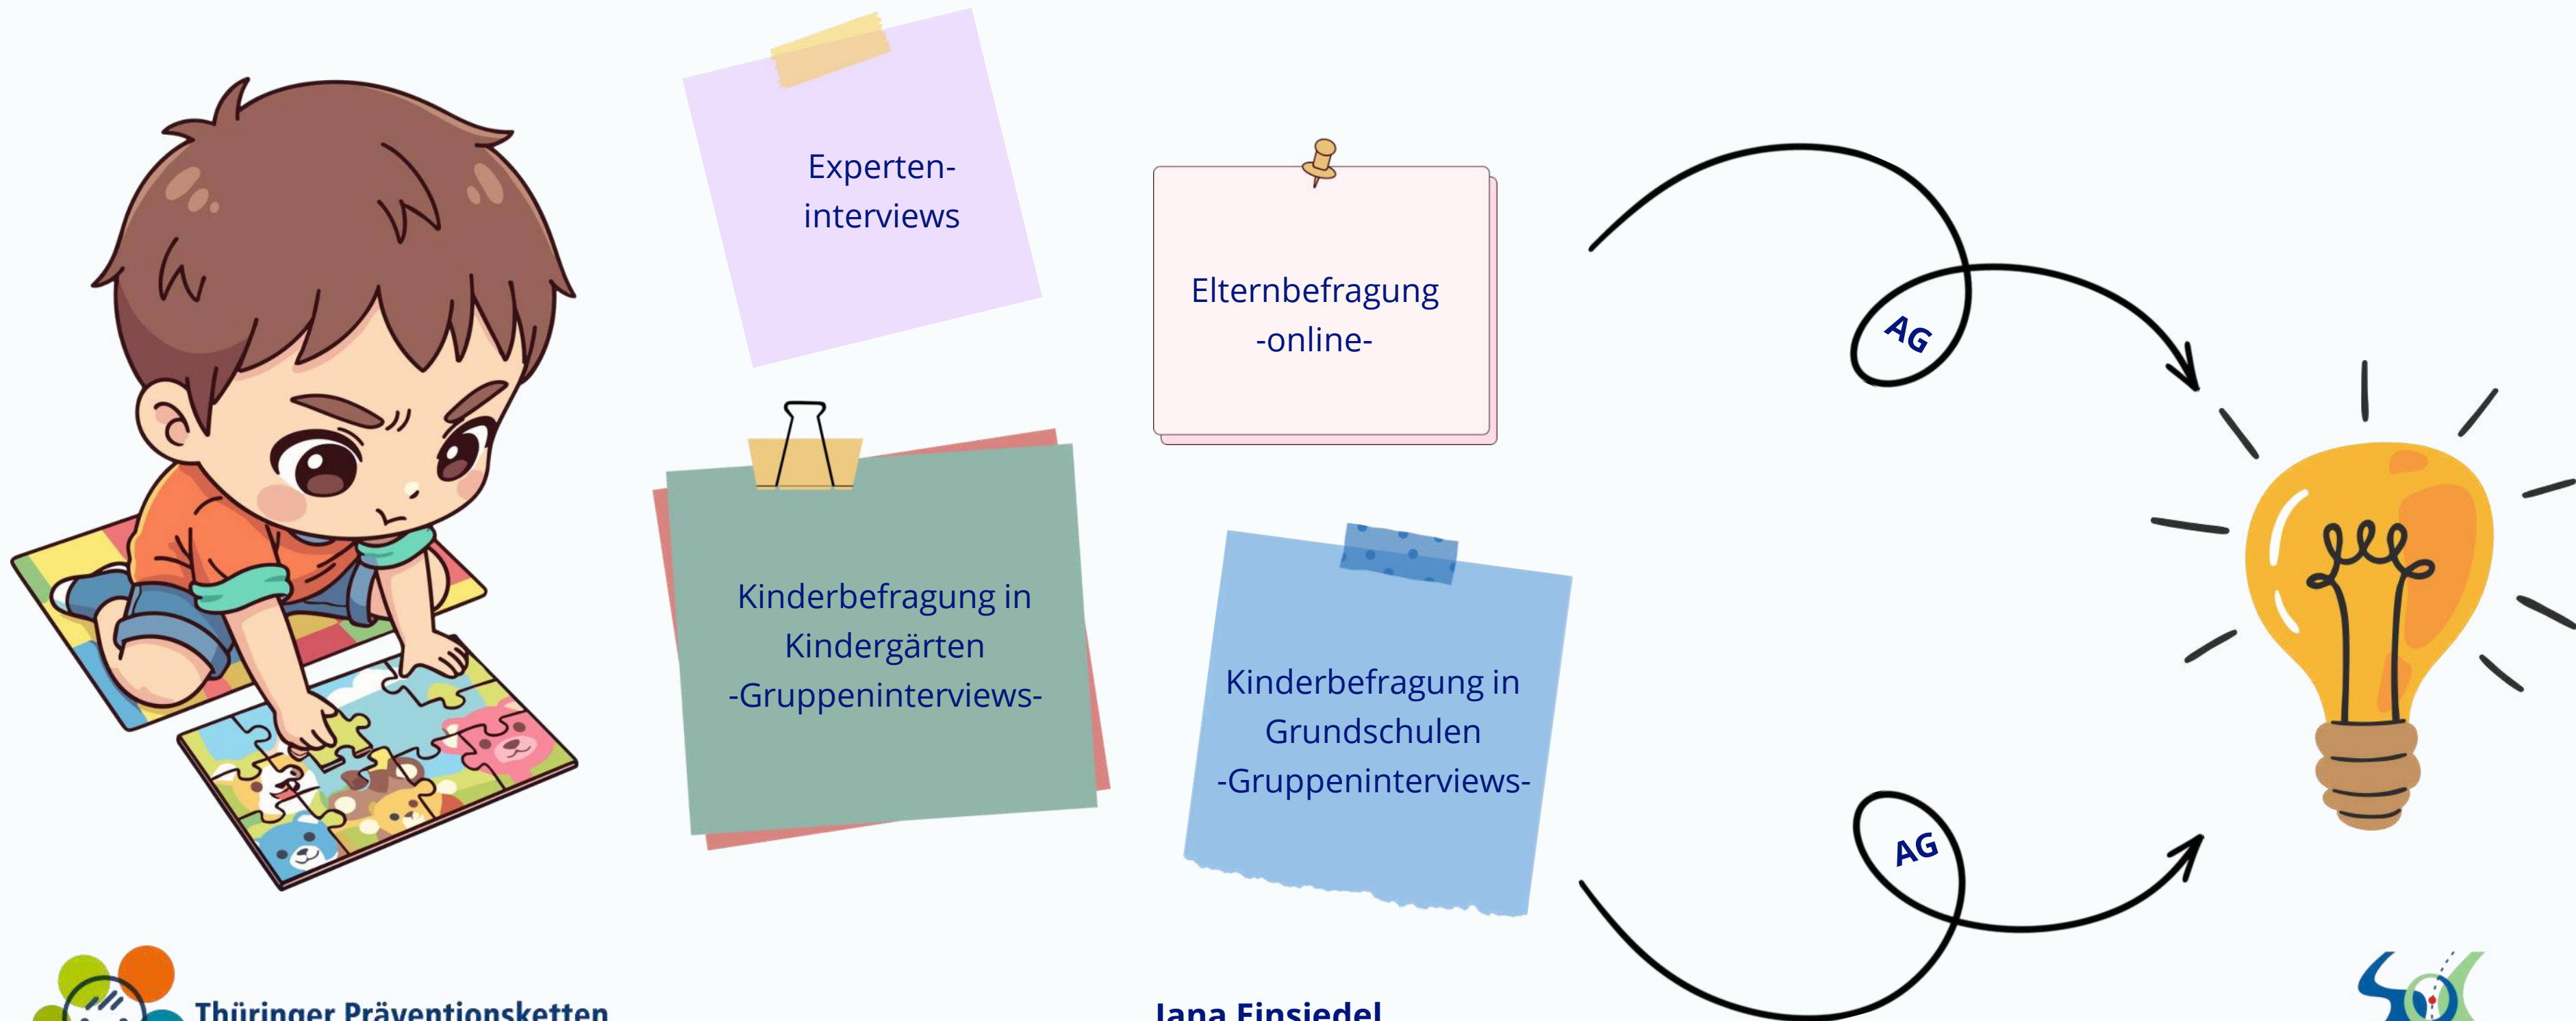 Experten-
interviews
Elternbefragung
-online-
AG
Kinderbefragung in
Kindergärten
-Gruppeninterviews-
Kinderbefragung in
Grundschulen
-Gruppeninterviews-
AG
Thüringer Präventionsketten
Jana Einsiedel